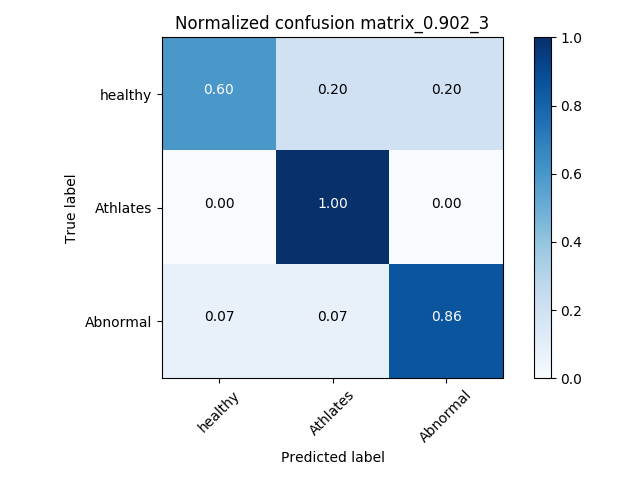 Normalized confusion matrix_0.902_3
True label
healthy
0.60 0.20 0.20
Athlates
0.00 1.00 0.00
Abnormal
0.07 0.07 0.86
healthy Athlates Abnormal
Predicted label
1.0
0.8
0.6
0.4
0.2
0.0